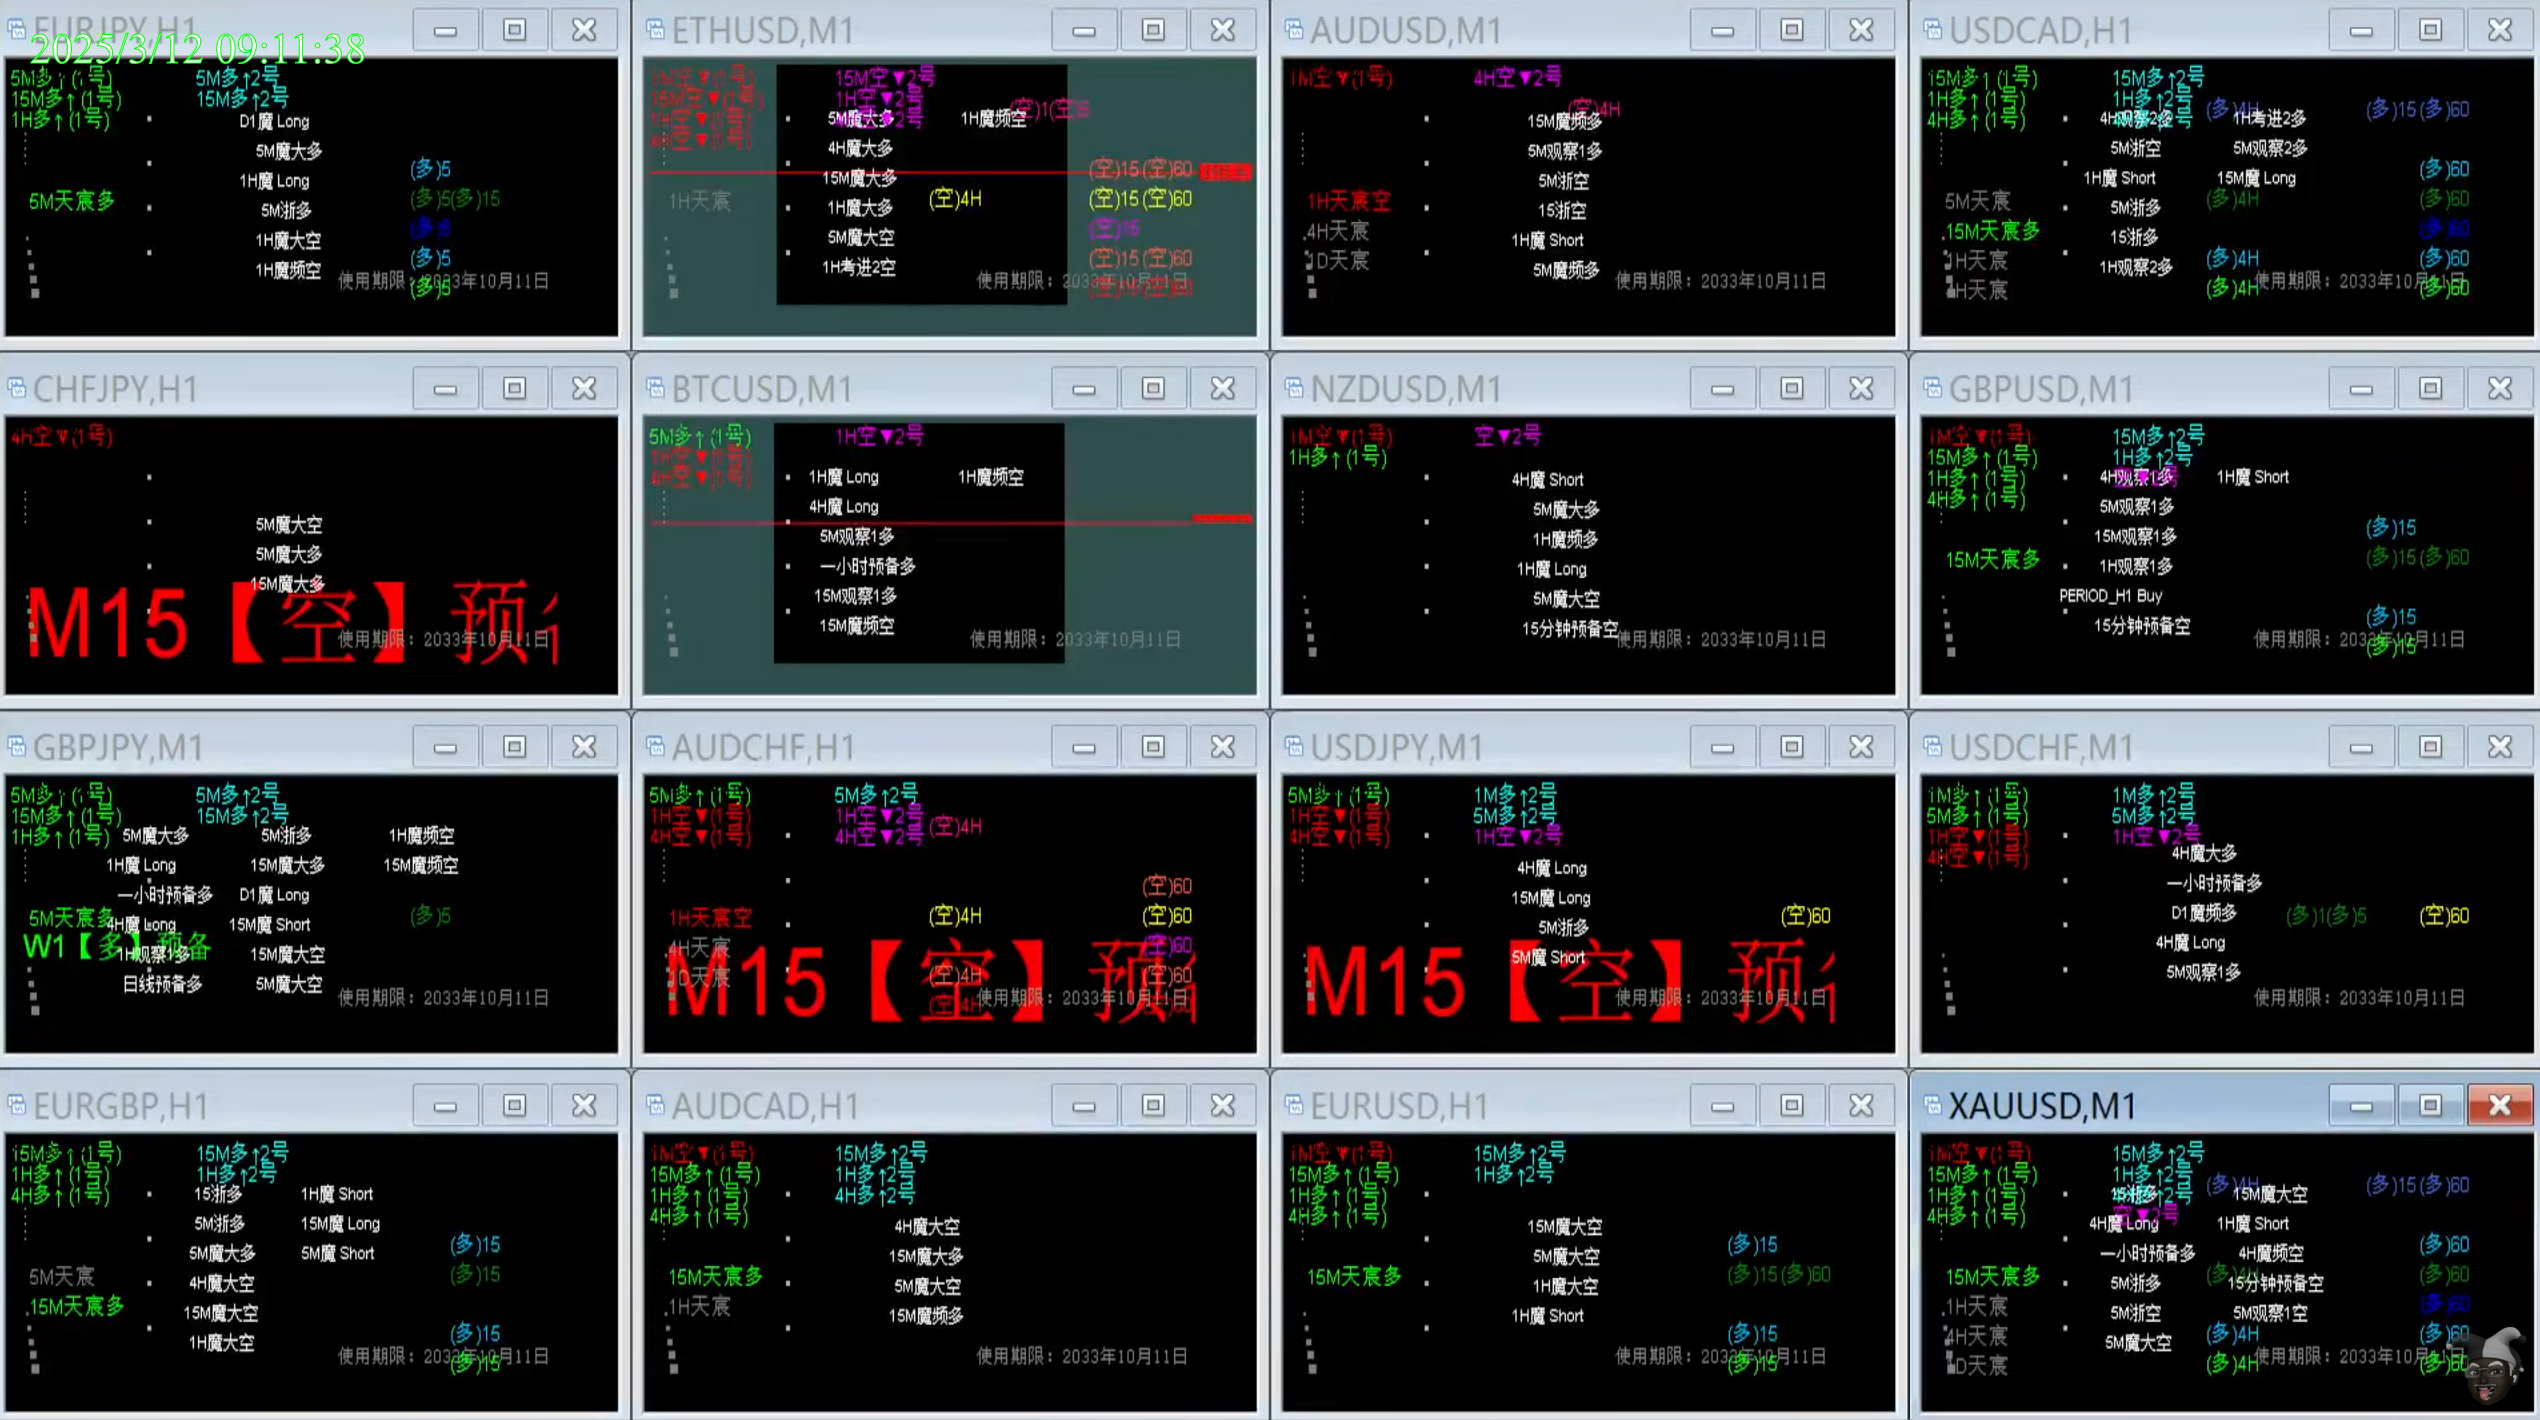 EURJPY,H1
2025/3/12 09:11:38
5M多↑(1号) 5M多↑2号
15M多↑(1号) 15M多↑2号
1H多↑(1号)
D1魔 Long
5M魔大多
(多)5
1H魔 Long
5M天宸多
(多)5(多)15
5M浙多
(多)5
1H魔大空
(多)5
1H魔频空
使用期限：2033年10月11日
(多)5
ETHUSD,M1
1M空▼(1号) 15M空▼2号
15M空▼(1号) 1H空▼2号
1H空▼(1号)
4H空▼(1号)
5M魔大多 1H魔频空
4H魔大多
15M魔大多
(空)15(空)60
1H天宸
(空)4H
(空)15(空)60
1H魔大多
(空)15
5M魔大空
(空)15(空)60
1H考进2空
AUDUSD,M1
1M空▼(1号) 4H空▼2号
(空)4H
15M魔频多
5M观察1多
5M浙空
1H天宸空
15浙空
4H天宸
1H魔 Short
1D天宸
5M魔频多
使用期限：2033年10月11日
USDCAD,H1
15M多↑(1号) 15M多↑2号
1H多↑(1号) 1H多↑2号
4H多↑(1号)
(多)4H (多)15(多)60
4H观察2多 1H考进2多
5M浙空 5M观察2多
(多)60
1H魔 Short 15M魔 Long
5M天宸
(多)4H (多)60
5M浙多
15M天宸多
(多)60
15浙多
1H天宸
(多)4H (多)60
1H观察2多
4H天宸
(多)4H (多)60
CHFJPY,H1
4H空▼(1号)
5M魔大空
5M魔大多
15M魔大多
M15【空】预
使用期限：2033年10月11日
BTCUSD,M1
5M多↑(1号) 1H空▼2号
1H空▼(1号)
4H空▼(1号)
1H魔 Long 1H魔频空
4H魔 Long
5M观察1多
一小时预备多
15M观察1多
15M魔频空
使用期限：2033年10月11日
NZDUSD,M1
1M空▼(1号) 空▼2号
1H多↑(1号)
4H魔 Short
5M魔大多
1H魔频多
1H魔 Long
5M魔大空
15分钟预备空
使用期限：2033年10月11日
GBPUSD,M1
1M空▼(1号) 15M多↑2号
15M多↑(1号) 1H多↑2号
1H多↑(1号)
4H多↑(1号)
4H观察1多 1H魔 Short
5M观察1多
(多)15
15M观察1多
15M天宸多
(多)15(多)60
1H观察1多
PERIOD_H1 Buy
(多)15
15分钟预备空
使用期限：2033年10月11日
(多)15
GBPJPY,M1
5M多↑(1号) 5M多↑2号
15M多↑(1号) 15M多↑2号
1H多↑(1号)
5M魔大多 5M浙多 1H魔频空
1H魔 Long 15M魔大多 15M魔频空
一小时预备多 D1魔 Long
5M天宸多
(多)5
4H魔 Long 15M魔 Short
W1【多】预备
1H观察1多 15M魔大空
日线预备多 5M魔大空
使用期限：2033年10月11日
AUDCHF,H1
5M多↑(1号) 5M多↑2号
1H空▼(1号) 1H空▼2号
4H空▼(1号) 4H空▼2号
(空)4H
(空)60
1H天宸空
(空)4H (空)60
4H天宸
(空)60
1D天宸
(空)4H (空)60
M15【空】预
使用期限：2033年10月11日
USDJPY,M1
5M多↑(1号) 1M多↑2号
1H空▼(1号) 5M多↑2号
4H空▼(1号) 1H空▼2号
4H魔 Long
15M魔 Long
(空)60
5M浙多
5M魔 Short
M15【空】预
使用期限：2033年10月11日
USDCHF,M1
1M多↑(1号) 1M多↑2号
5M多↑(1号) 5M多↑2号
1H空▼(1号) 1H空▼2号
4H空▼(1号)
4H魔大多
一小时预备多
D1魔频多
(多)1(多)5 (空)60
4H魔 Long
5M观察1多
使用期限：2033年10月11日
EURGBP,H1
15M多↑(1号) 15M多↑2号
1H多↑(1号) 1H多↑2号
4H多↑(1号)
15浙多 1H魔 Short
5M浙多 15M魔 Long
(多)15
5M魔大多 5M魔 Short
5M天宸
(多)15
4H魔大空
15M天宸多
15M魔大空
(多)15
1H魔大空
使用期限：2033年10月11日
(多)15
AUDCAD,H1
1M空▼(1号) 15M多↑2号
15M多↑(1号) 1H多↑2号
1H多↑(1号) 4H多↑2号
4H多↑(1号)
4H魔大空
15M魔大多
15M天宸多
5M魔大空
1H天宸
15M魔频多
使用期限：2033年10月11日
EURUSD,H1
1M空▼(1号) 15M多↑2号
15M多↑(1号) 1H多↑2号
1H多↑(1号)
4H多↑(1号)
15M魔大空
(多)15
5M魔大空
15M天宸多
(多)15(多)60
1H魔大空
1H魔 Short
(多)15
使用期限：2033年10月11日
(多)15
XAUUSD,M1
1M空▼(1号) 15M多↑2号
15M多↑(1号) 1H多↑2号
1H多↑(1号)
4H多↑(1号)
(多)4H (多)15(多)60
15浙多 15M魔大空
4H魔 Long 1H魔 Short
(多)60
一小时预备多 4H魔频空
15M天宸多
(多)60
5M浙多 15分钟预备空
1H天宸
(多)60
5M浙空 5M观察1空
4H天宸
(多)4H (多)60
5M魔大空
1D天宸
(多)4H